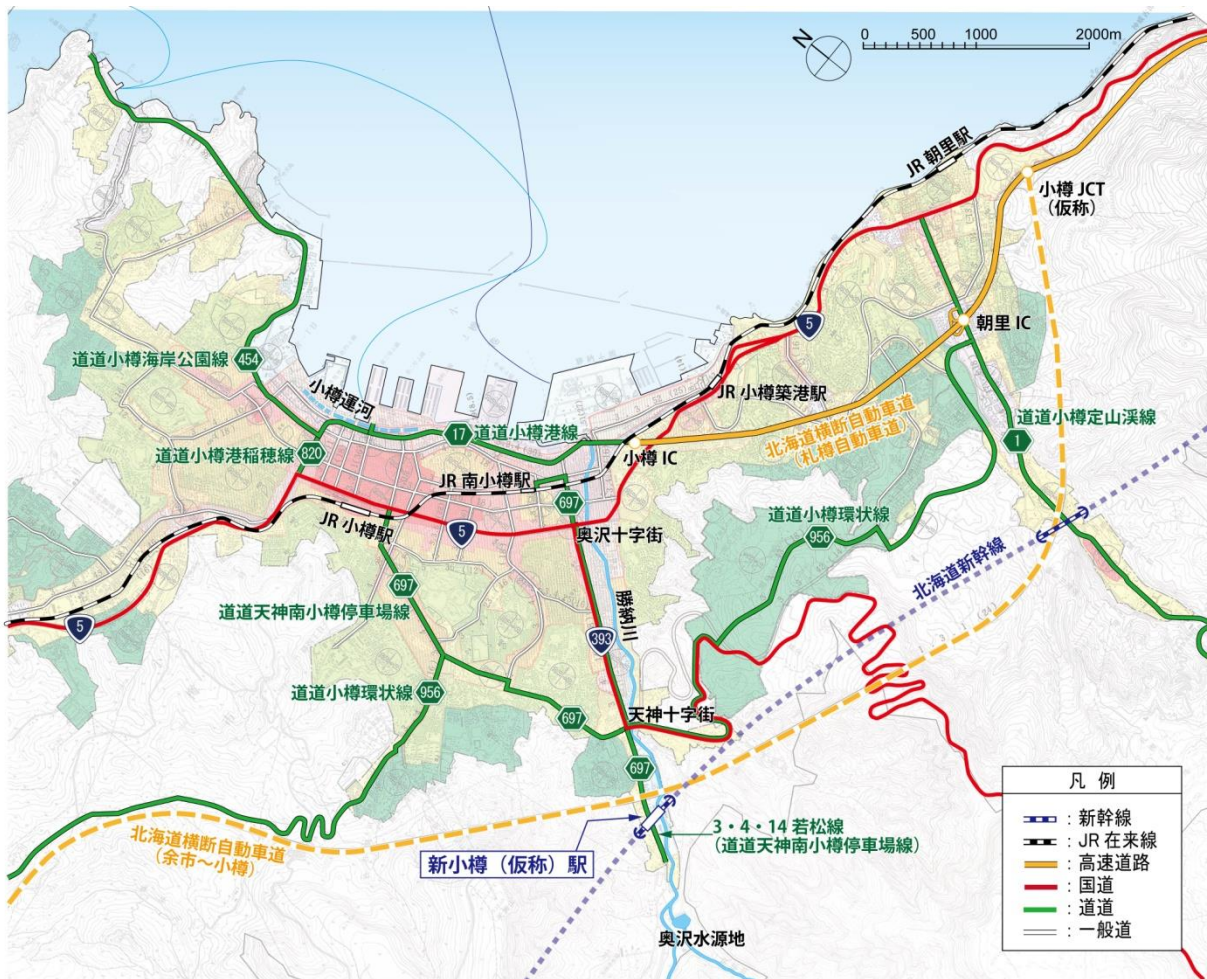 N
0 500 1000 2000m
JR 朝里駅
小樽 JCT
（仮称）
5
朝里 IC
道道小樽海岸公園線
454
小樽運河
JR 小樽築港駅
17
道道小樽港線
道道小樽定山渓線
1
北海道横断自動車道
（札樽自動車道）
道道小樽港稲穂線
820
小樽 IC
JR 南小樽駅
697
JR 小樽駅
5
奥沢十字街
道道小樽環状線
956
北海道新幹線
697
道道天神南小樽停車場線
勝納川
5
393
道道小樽環状線
956
697
天神十字街
697
北海道横断自動車道
（余市～小樽）
3・4・14 若松線
（道道天神南小樽停車場線）
新小樽（仮称）駅
奥沢水源地
凡 例
：新幹線
：JR 在来線
：高速道路
：国道
：道道
：一般道